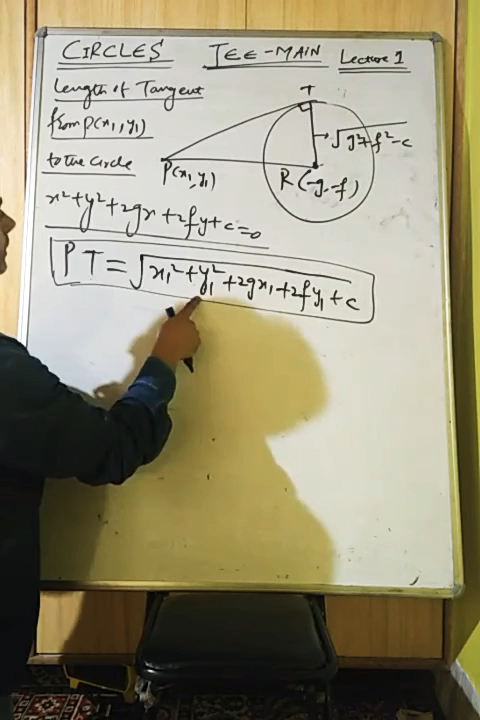 CIRCLES JEE-MAIN Lecture 1
Length of Tangent
from P(x₁,y₁)
to the circle
x²+y²+2gx+2fy+c=0
PT=√x₁²+y₁²+2gx₁+2fy₁+c
T
√g²+f²-c
P(x₁,y₁)
R(-g,-f)